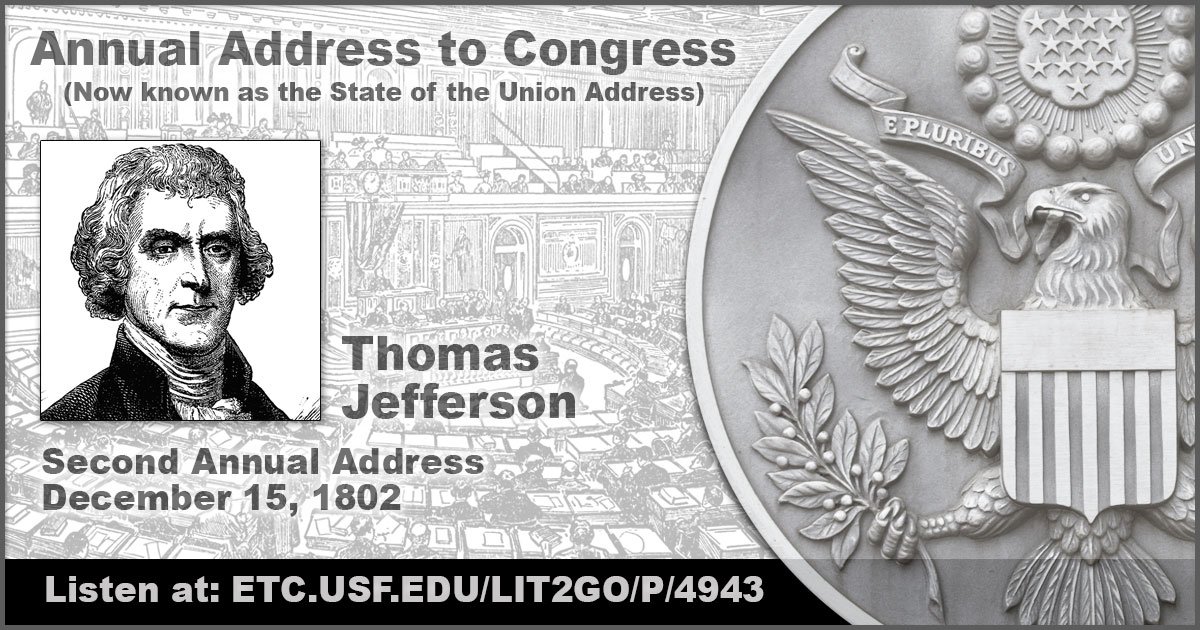 Annual Address to Congress
(Now known as the State of the Union Address)
E PLURIBUS
UN
Thomas
Jefferson
Second Annual Address
December 15, 1802
Listen at: ETC.USF.EDU/LIT2GO/P/4943